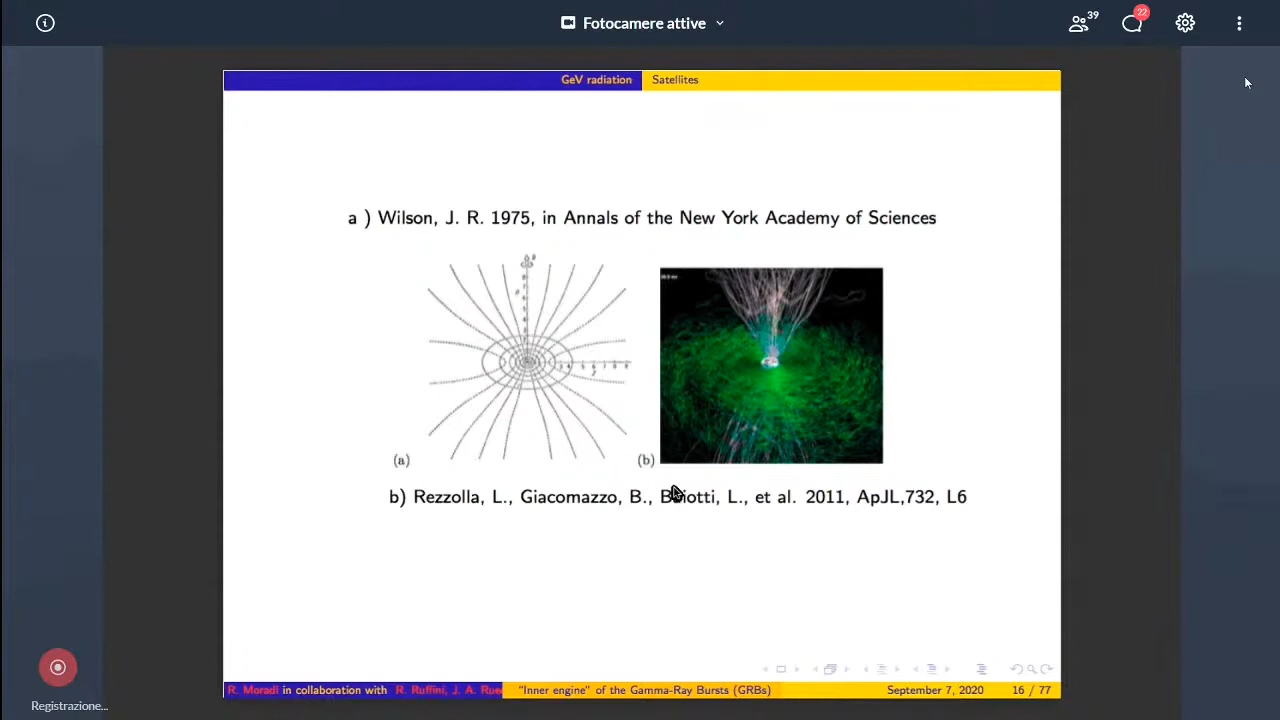 Fotocamere attive
39
22
GeV radiation Satellites
a ) Wilson, J. R. 1975, in Annals of the New York Academy of Sciences
(a)
(b)
b) Rezzolla, L., Giacomazzo, B., Baiotti, L., et al. 2011, ApJL,732, L6
R. Moradi in collaboration with R. Ruffini, J. A. Rue
"Inner engine" of the Gamma-Ray Bursts (GRBs)
September 7, 2020
16 / 77
Registrazione...